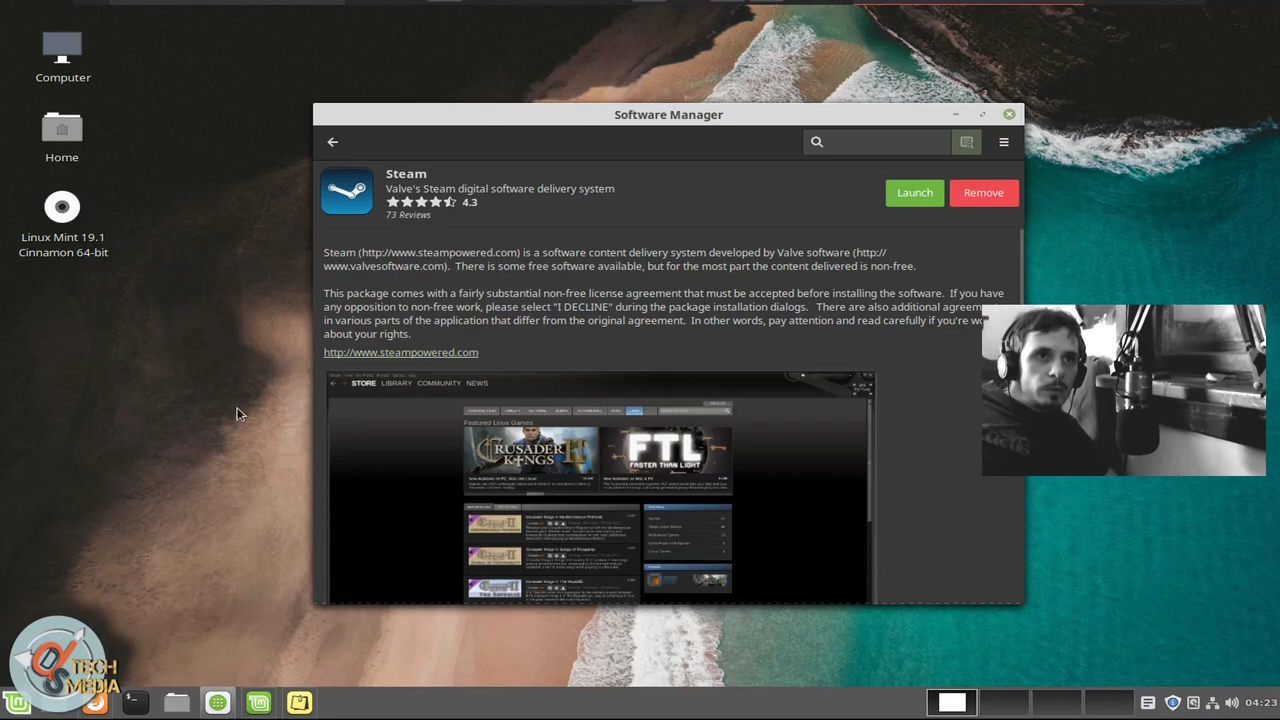 Computer
Home
Linux Mint 19.1
Cinnamon 64-bit
Software Manager
Steam
Valve's Steam digital software delivery system
4.3
73 Reviews
Launch
Remove
Steam (http://www.steampowered.com) is a software content delivery system developed by Valve software (http://
www.valvesoftware.com).  There is some free software available, but for the most part the content delivered is non-free.
This package comes with a fairly substantial non-free license agreement that must be accepted before installing the software.  If you have
any opposition to non-free work, please select "I DECLINE" during the package installation dialogs.   There are also additional agreem
in various parts of the application that differ from the original agreement.  In other words, pay attention and read carefully if you're wo
about your rights.
http://www.steampowered.com
STORE LIBRARY COMMUNITY NEWS
Featured Linux Games
CRUSADER
KINGS II
FTL
FASTER THAN LIGHT
TECH
MEDIA
04:23